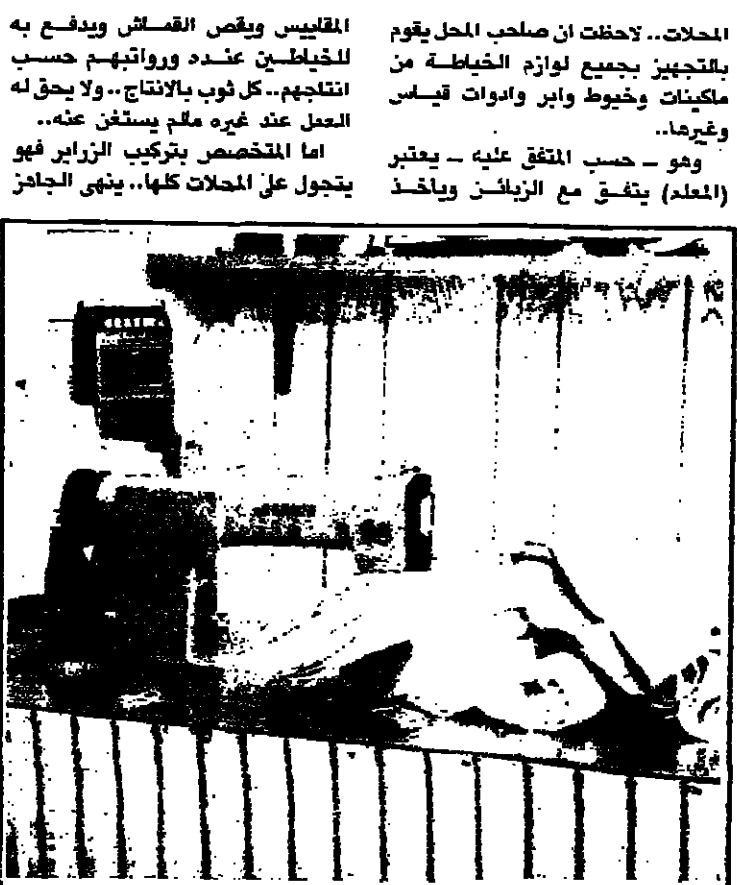 المحلات.. لاحظت ان صاحب المحل يقوم
بالتجهيز بجميع لوازم الخياطة من
ماكينات وخيوط وابر وادوات قياس
وغيرها..
وهو – حسب المتفق عليه – يعتبر
(المعلم) يتفق مع الزبائن وياخذ
المقاييس ويقص القماش ويدفع به
للخياطين عنده ورواتبهم حسب
انتاجهم.. كل ثوب بالانتاج.. ولا يحق له
العمل عند غيره مالم يستغن عنه..
اما المتخصص بتركيب الزراير فهو
يتجول على المحلات كلها.. ينهى الجاهز